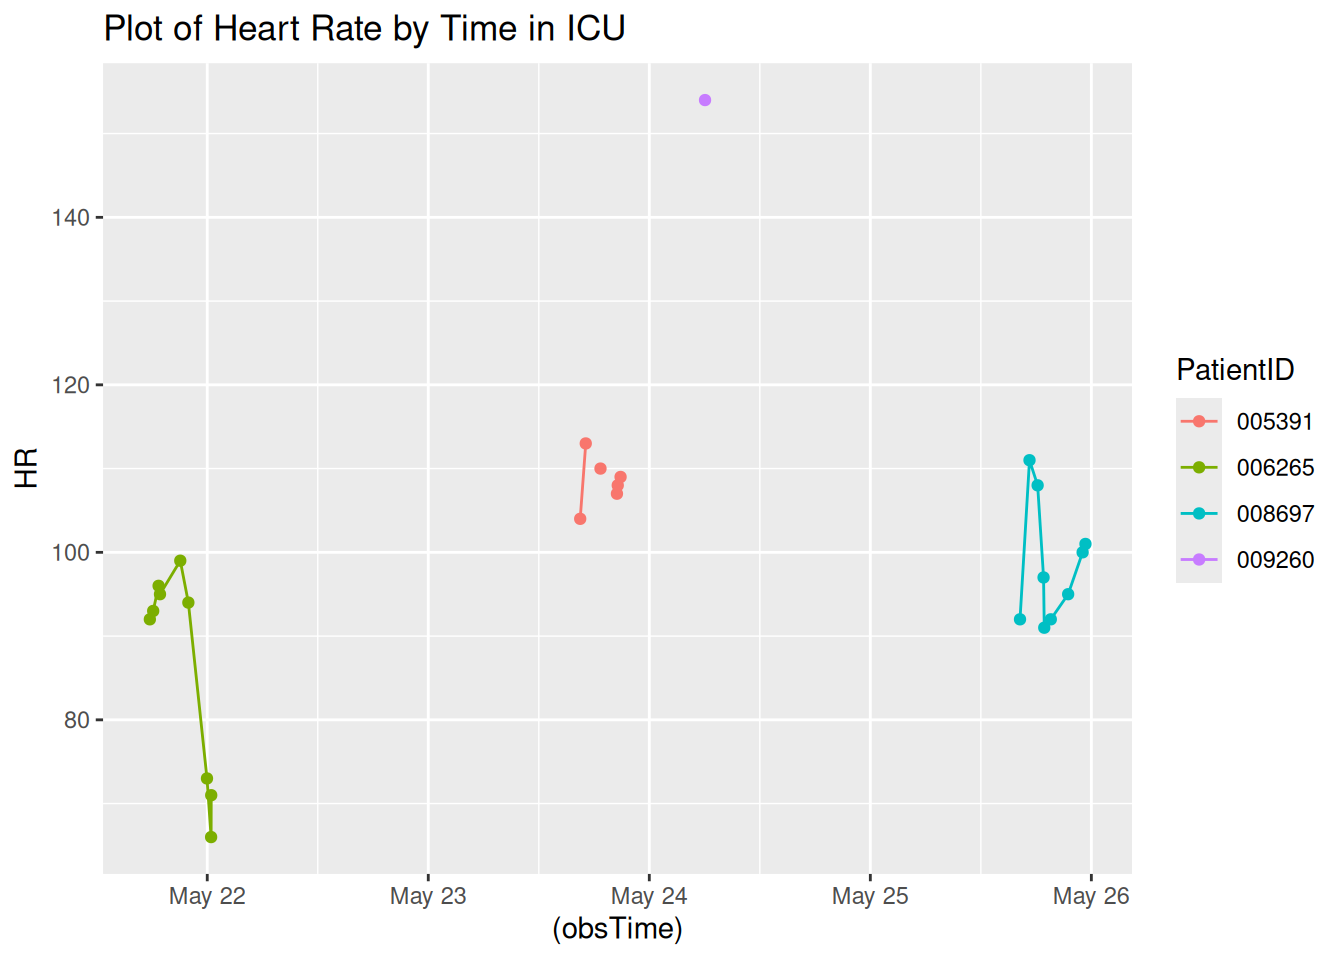 Plot of Heart Rate by Time in ICU
HR
140
120
100
80
May 22
May 23
May 24
May 25
May 26
(obsTime)
PatientID
005391
006265
008697
009260